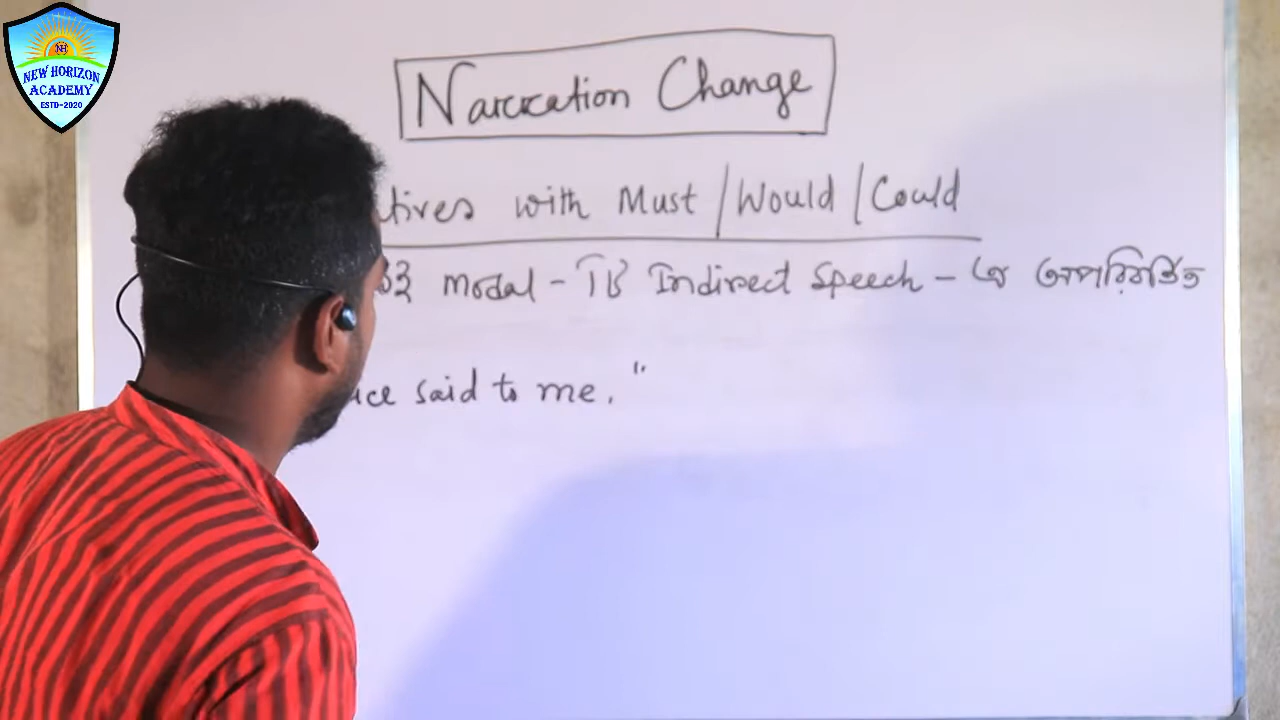 NH
NEW HORIZON
ACADEMY
ESTD-2020
Narration Change
with Must / Would / Could
modal - টি Indirect Speech - এ অপরিবর্তিত
said to me, "